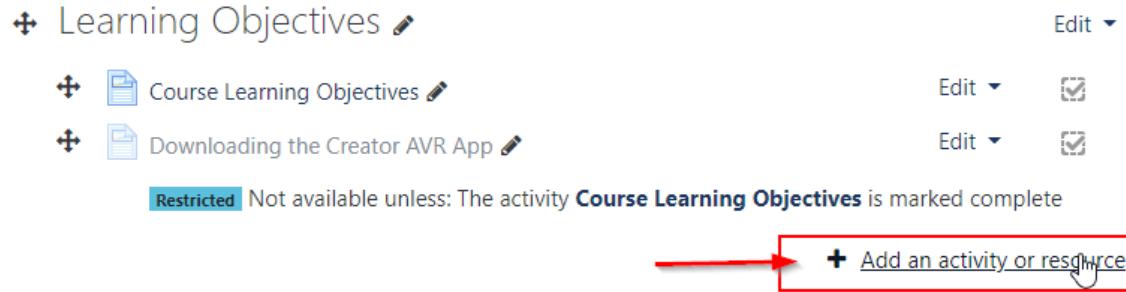 Learning Objectives Edit
Course Learning Objectives Edit
Downloading the Creator AVR App Edit
Restricted Not available unless: The activity Course Learning Objectives is marked complete
Add an activity or resource